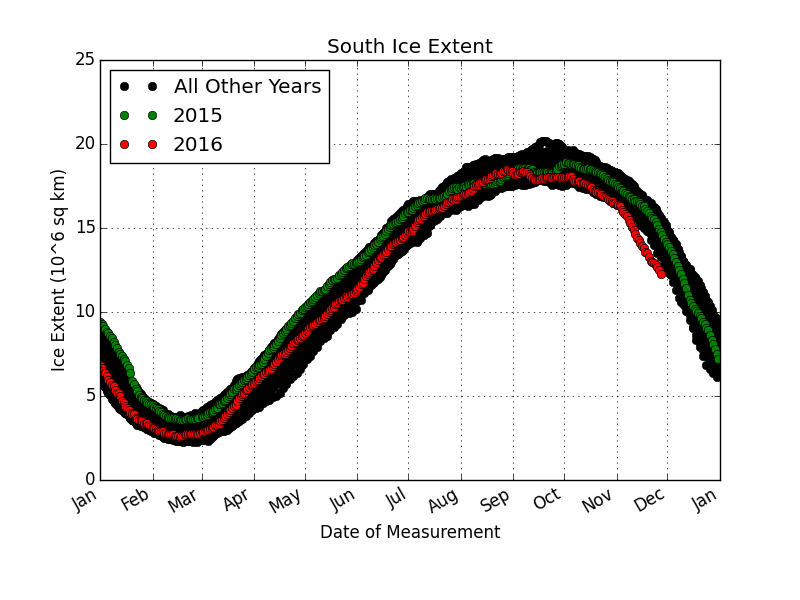 South Ice Extent
All Other Years
2015
2016
Ice Extent (10^6 sq km)
25
20
15
10
5
0
Jan Feb Mar Apr May Jun Jul Aug Sep Oct Nov Dec Jan
Date of Measurement